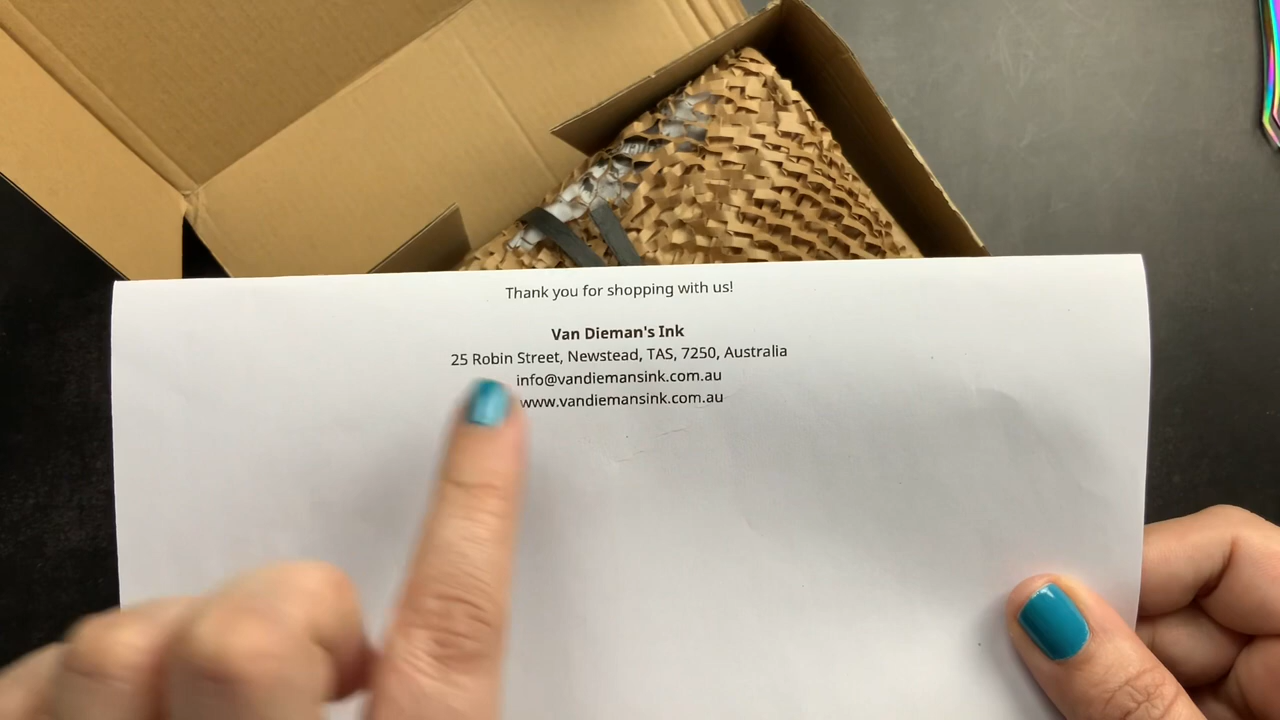 Thank you for shopping with us!
Van Dieman's Ink
25 Robin Street, Newstead, TAS, 7250, Australia
info@vandiemansink.com.au
www.vandiemansink.com.au